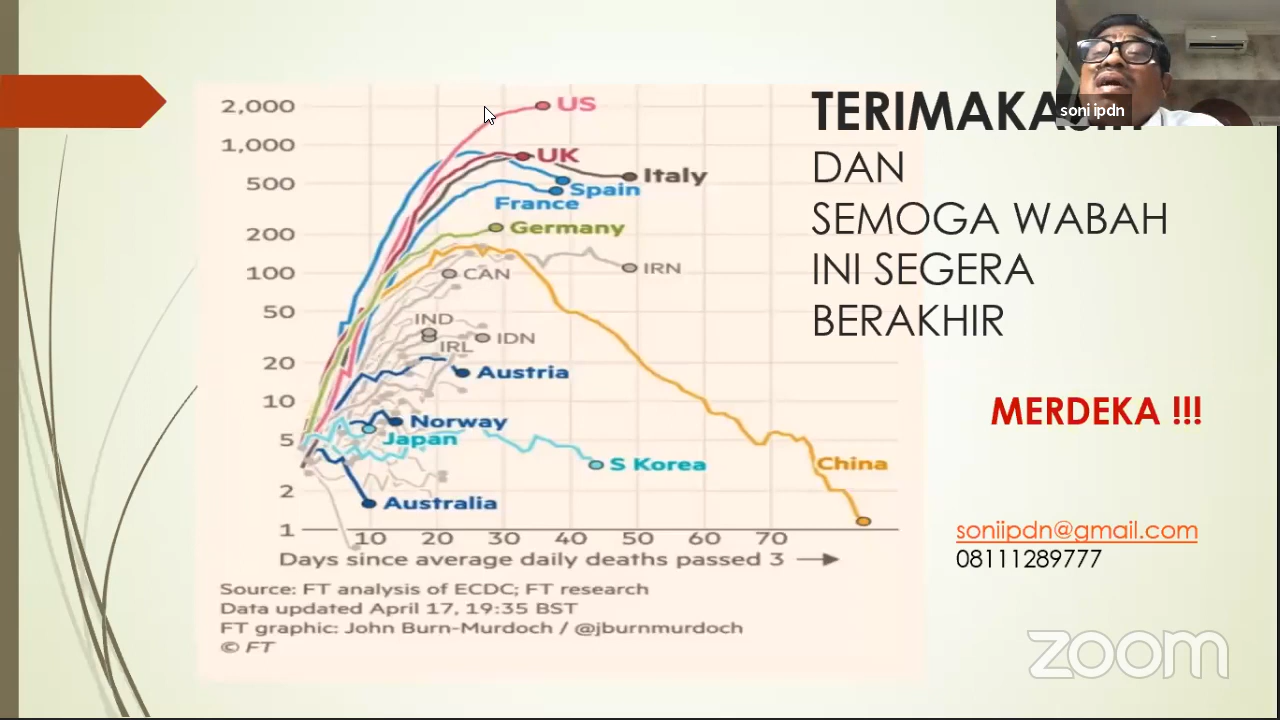 2,000
1,000
500
200
100
50
20
10
5
2
1
US
UK
Italy
Spain
France
Germany
IRN
CAN
IND
IDN
IRL
Austria
Norway
Japan
S Korea
China
Australia
10 20 30 40 50 60 70
Days since average daily deaths passed 3
Source: FT analysis of ECDC; FT research
Data updated April 17, 19:35 BST
FT graphic: John Burn-Murdoch / @jburnmurdoch
© FT
soni ipdn
DAN
SEMOGA WABAH
INI SEGERA
BERAKHIR
MERDEKA !!!
soniipdn@gmail.com
08111289777
zoom